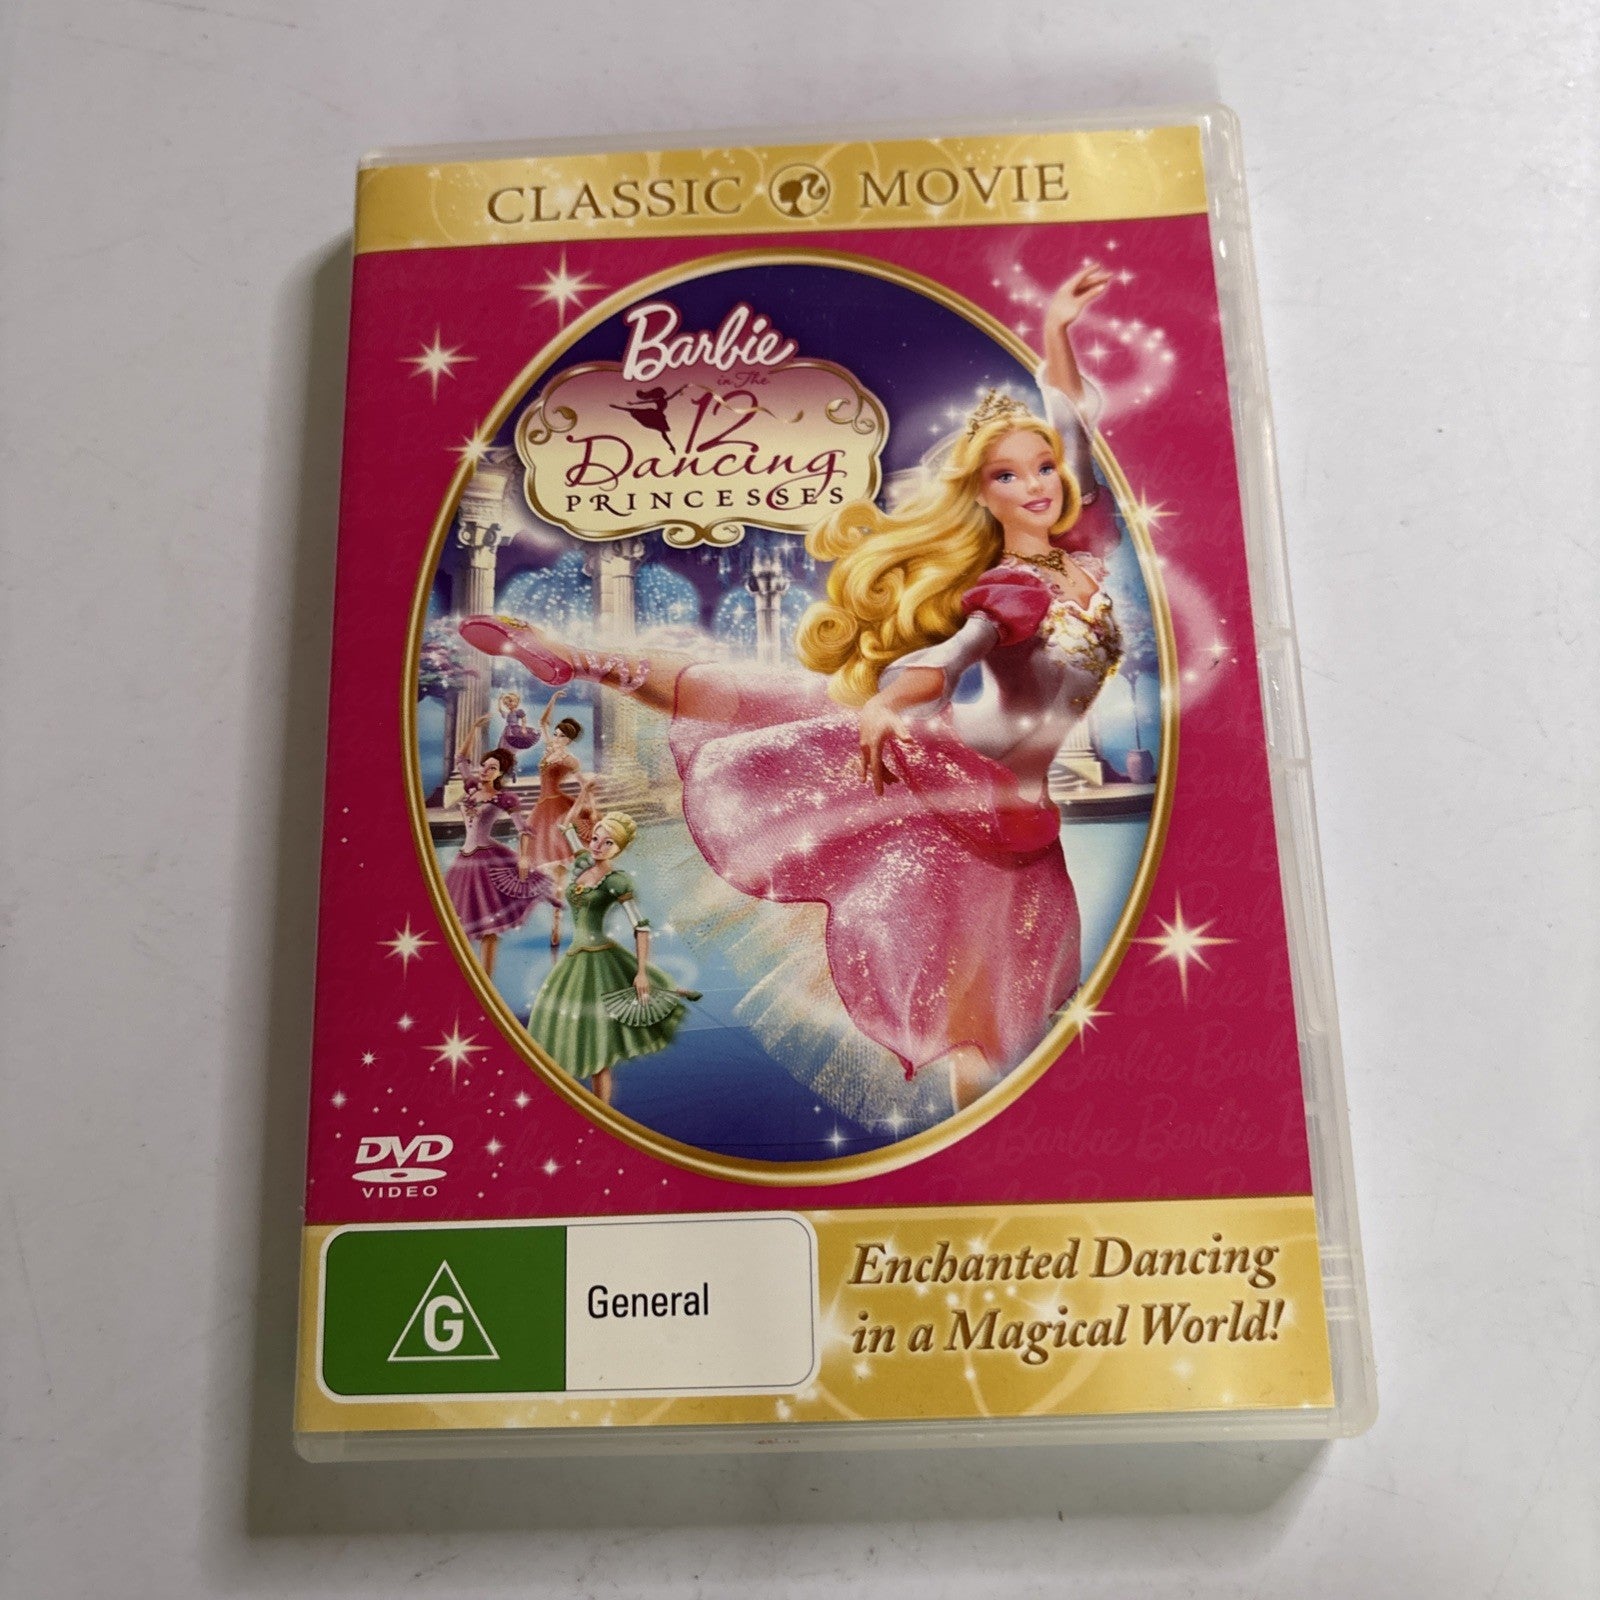 CLASSIC MOVIE
Barbie
in The
12
Dancing
PRINCESSES
DVD
VIDEO
G
General
Enchanted Dancing
in a Magical World!